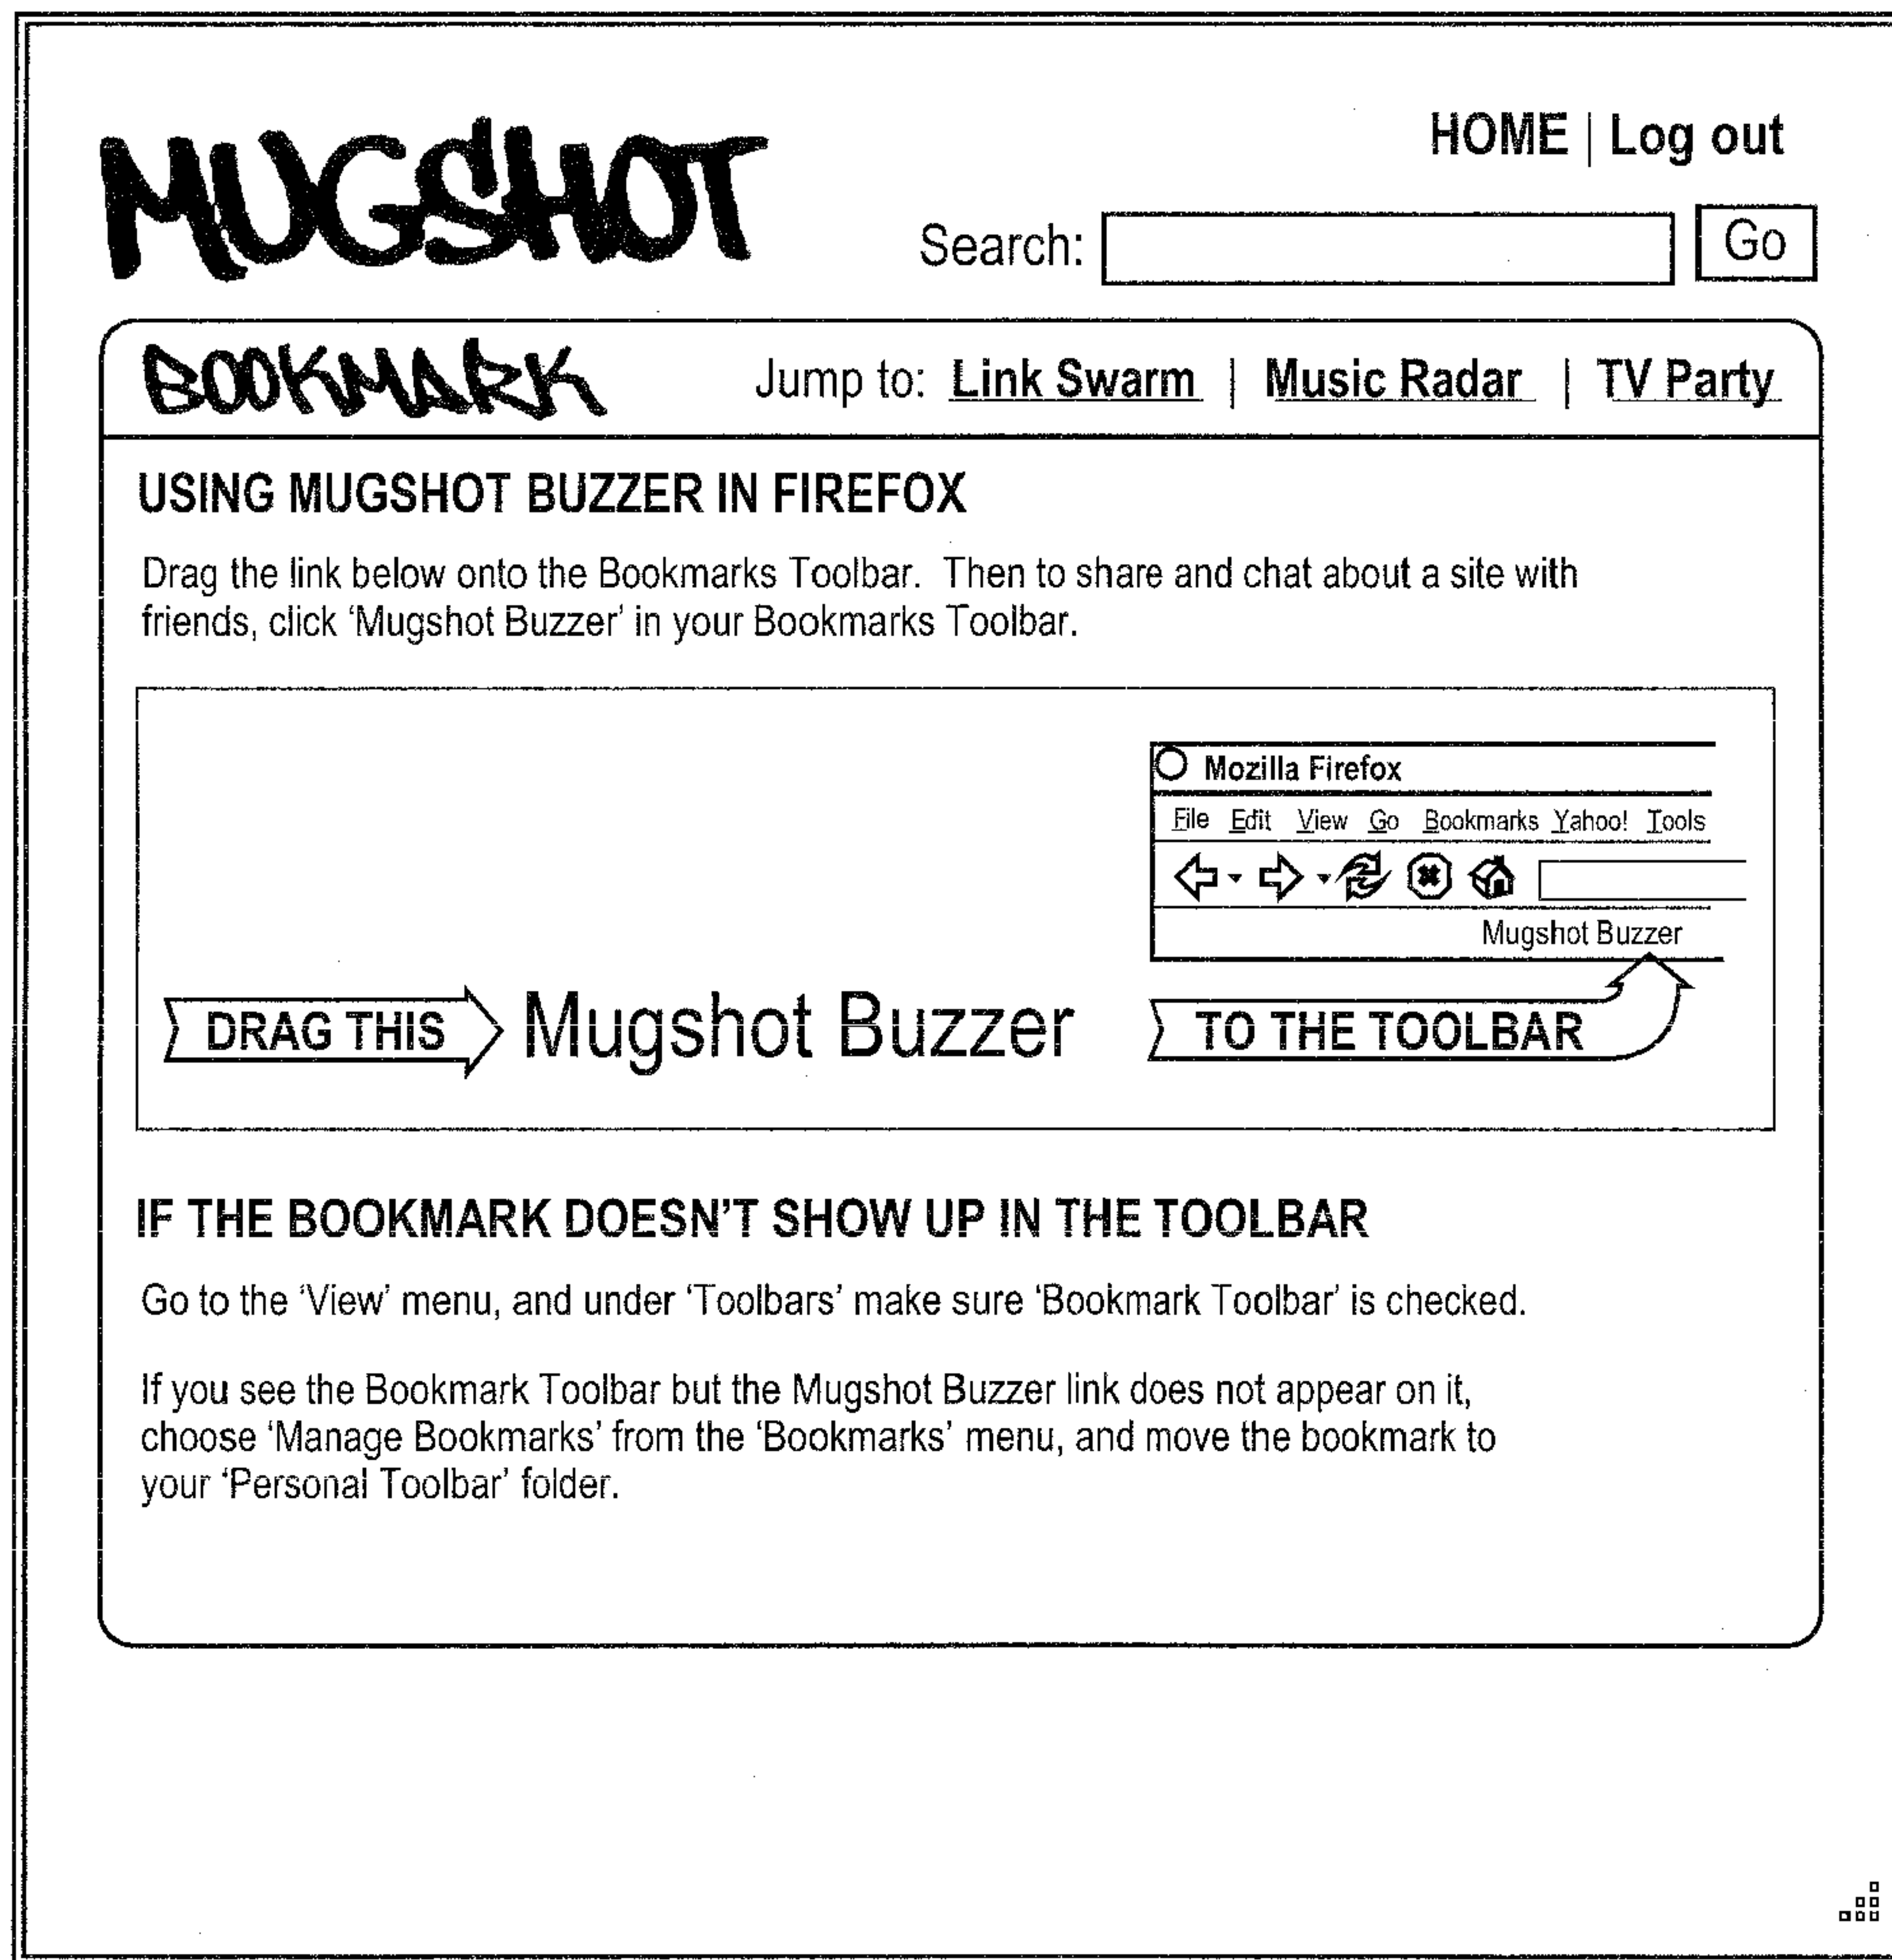 MUGSHOT
HOME | Log out
Search: Go
BOOKMARK
Jump to: Link Swarm | Music Radar | TV Party
USING MUGSHOT BUZZER IN FIREFOX
Drag the link below onto the Bookmarks Toolbar. Then to share and chat about a site with
friends, click ‘Mugshot Buzzer’ in your Bookmarks Toolbar.
Mozilla Firefox
File Edit View Go Bookmarks Yahoo! Tools
Mugshot Buzzer
DRAG THIS Mugshot Buzzer TO THE TOOLBAR
IF THE BOOKMARK DOESN’T SHOW UP IN THE TOOLBAR
Go to the ‘View’ menu, and under ‘Toolbars’ make sure ‘Bookmark Toolbar’ is checked.
If you see the Bookmark Toolbar but the Mugshot Buzzer link does not appear on it,
choose ‘Manage Bookmarks’ from the ‘Bookmarks’ menu, and move the bookmark to
your ‘Personal Toolbar’ folder.